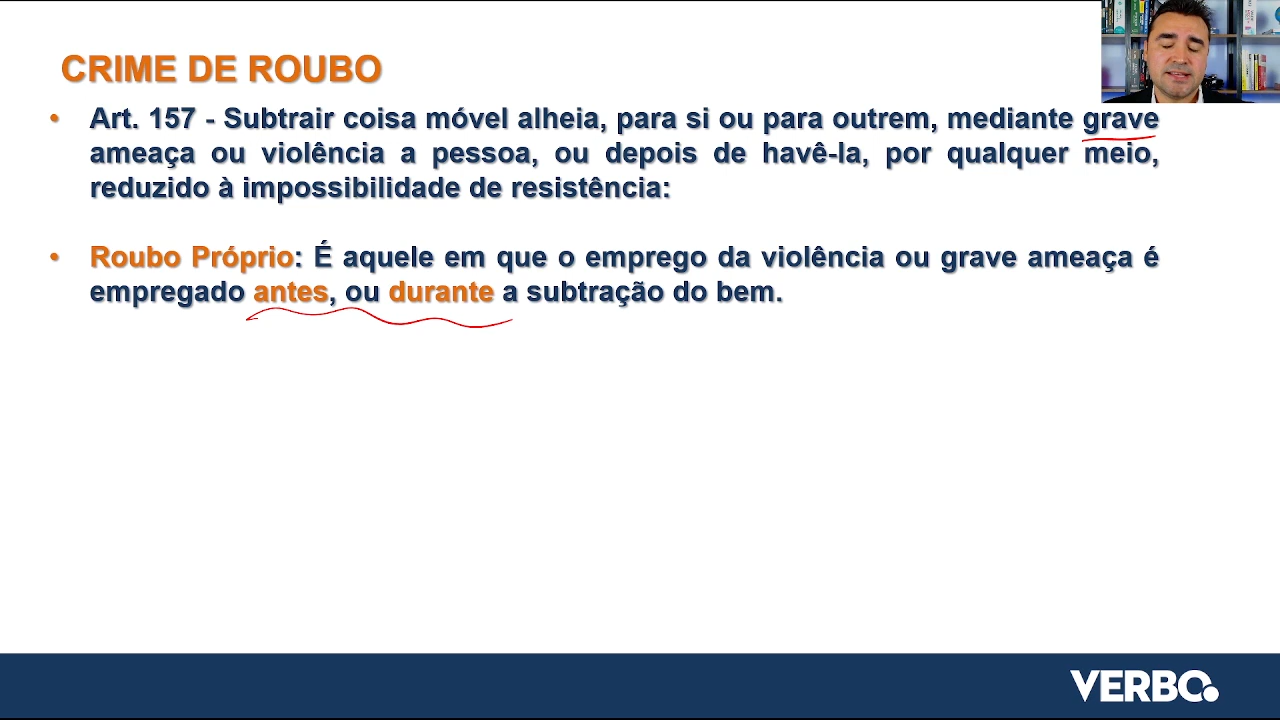 CRIME DE ROUBO
• Art. 157 - Subtrair coisa móvel alheia, para si ou para outrem, mediante grave
ameaça ou violência a pessoa, ou depois de havê-la, por qualquer meio,
reduzido à impossibilidade de resistência:
• Roubo Próprio: É aquele em que o emprego da violência ou grave ameaça é
empregado antes, ou durante a subtração do bem.
VERBO